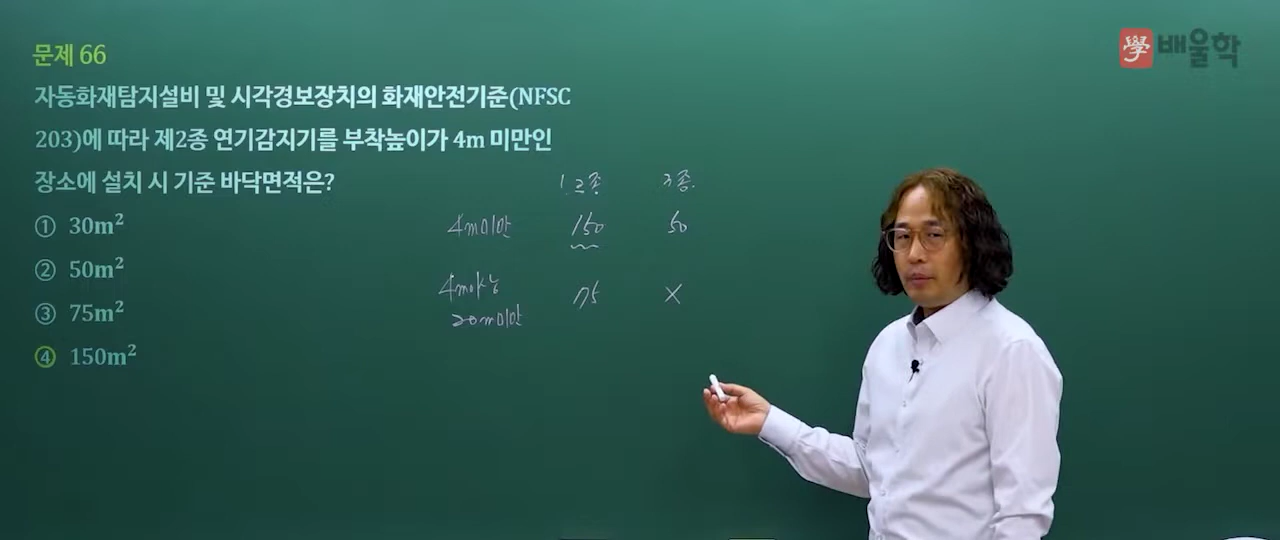 문제 66
學 배울학
자동화재탐지설비 및 시각경보장치의 화재안전기준(NFSC
203)에 따라 제2종 연기감지기를 부착높이가 4m 미만인
장소에 설치 시 기준 바닥면적은?
① 30m²
② 50m²
③ 75m²
④ 150m²
1.2종 3종.
4m미만 150 50
4m이상 75 X
20m미만